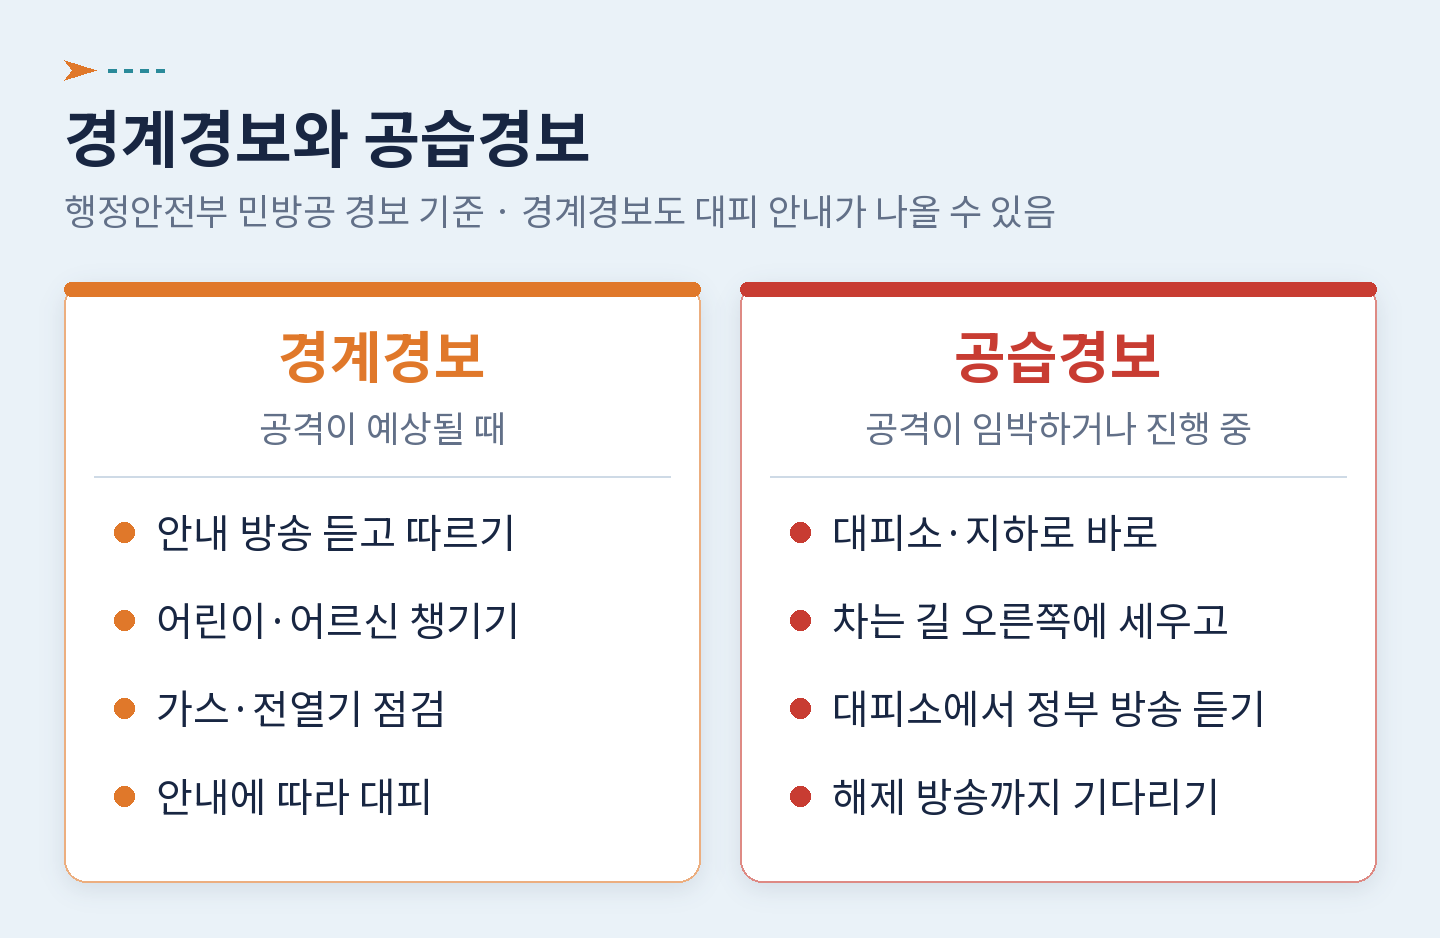 경계경보와 공습경보
행정안전부 민방공 경보 기준 · 경계경보도 대피 안내가 나올 수 있음
경계경보
공격이 예상될 때
안내 방송 듣고 따르기
어린이·어르신 챙기기
가스·전열기 점검
안내에 따라 대피
공습경보
공격이 임박하거나 진행 중
대피소·지하로 바로
차는 길 오른쪽에 세우고
대피소에서 정부 방송 듣기
해제 방송까지 기다리기